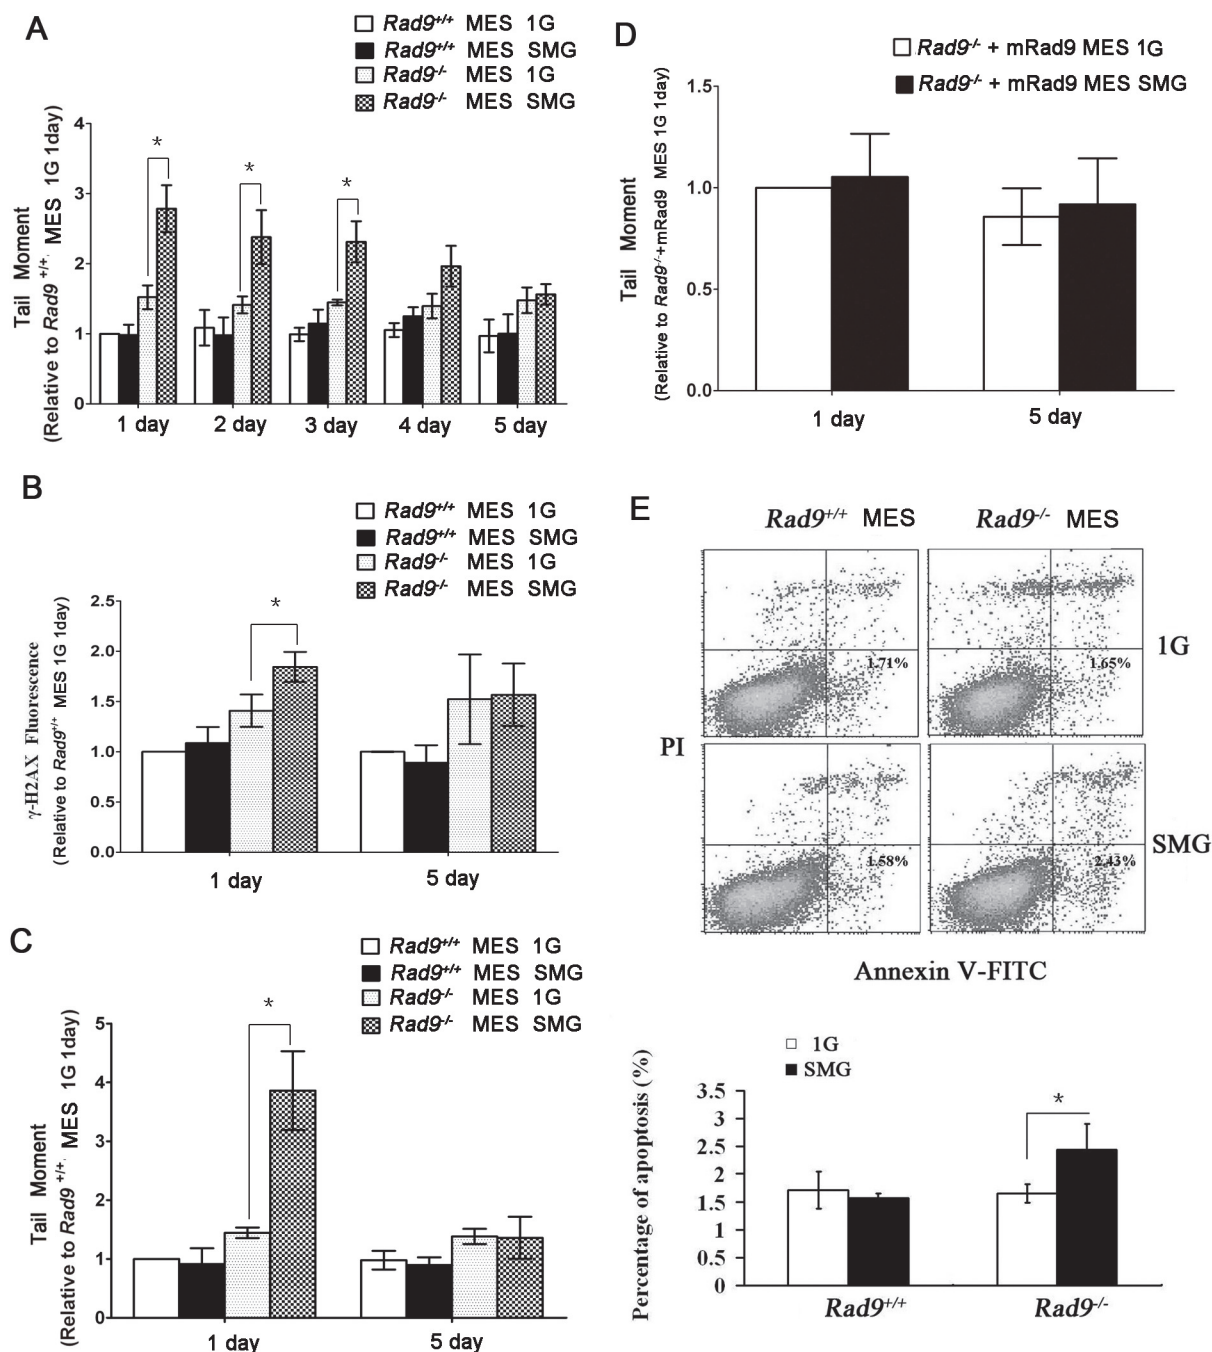 A
Rad9+/+ MES 1G
Rad9+/+ MES SMG
Rad9-/- MES 1G
Rad9-/- MES SMG
Tail Moment
(Relative to Rad9 +/+, MES 1G 1day)
4
3
2
1
0
*
*
*
1 day 2 day 3 day 4 day 5 day
B
Rad9+/+ MES 1G
Rad9+/+ MES SMG
Rad9-/- MES 1G
Rad9-/- MES SMG
γ-H2AX Fluorescence
(Relative to Rad9+/+ MES 1G 1day)
2.5
2.0
1.5
1.0
0.5
0.0
*
1 day 5 day
C
Rad9+/+ MES 1G
Rad9+/+ MES SMG
Rad9-/- MES 1G
Rad9-/- MES SMG
Tail Moment
(Relative to Rad9 +/+, MES 1G 1day)
5
4
3
2
1
0
*
1 day 5 day
D
Rad9-/- + mRad9 MES 1G
Rad9-/- + mRad9 MES SMG
Tail Moment
(Relative to Rad9-/-+mRad9 MES 1G 1day)
1.5
1.0
0.5
0.0
1 day 5 day
E
Rad9+/+ MES Rad9-/- MES
1.71% 1.65%
1G
PI
1.58% 2.43%
SMG
Annexin V-FITC
1G
SMG
Percentage of apoptosis (%)
3.5
3
2.5
2
1.5
1
0.5
0
*
Rad9+/+ Rad9-/-